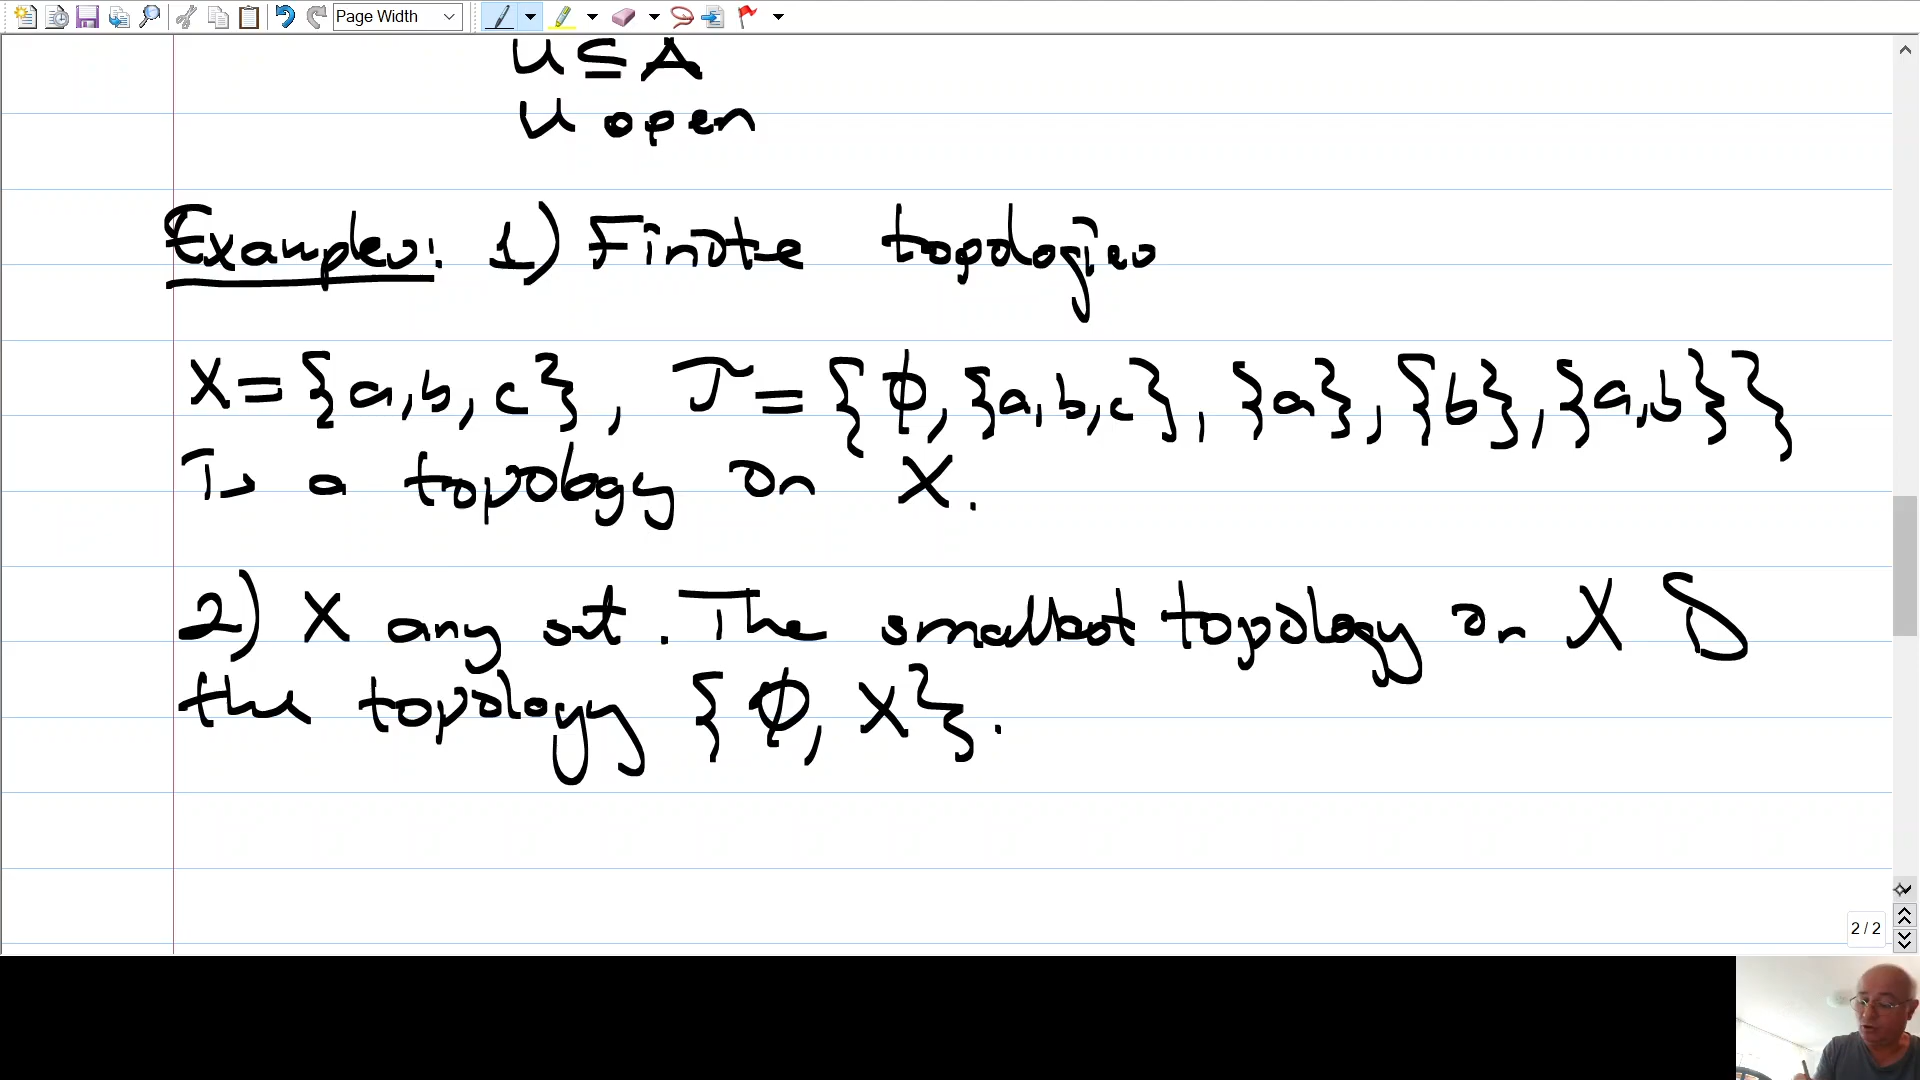 Page Width
U ⊆ A
U open
Examples: 1) Finite topologies
X = {a, b, c}, T = {φ, {a, b, c}, {a}, {b}, {a, b}}
Is a topology on X.
2) X any set. The smallest topology on X is
the topology {φ, X}.
2 / 2